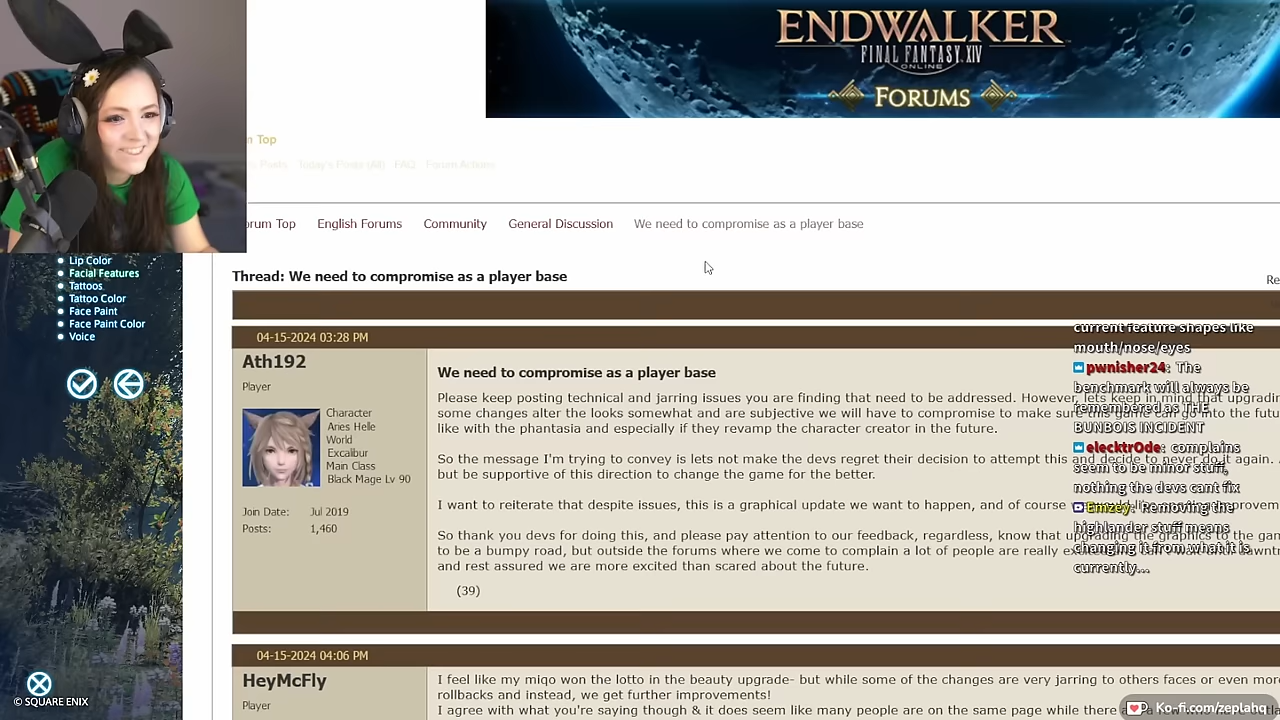 ENDWALKER
FINAL FANTASY XIV
ONLINE
FORUMS
Top
Posts Today's Posts (All) FAQ Forum Actions
orum Top English Forums Community General Discussion We need to compromise as a player base
Lip Color
Facial Features
Tattoos
Tattoo Color
Face Paint
Face Paint Color
Voice
© SQUARE ENIX
Thread: We need to compromise as a player base
Re
04-15-2024 03:28 PM
Ath192
Player
Character
Aries Helle
World
Excalibur
Main Class
Black Mage Lv 90
Join Date: Jul 2019
Posts: 1,460
We need to compromise as a player base
Please keep posting technical and jarring issues you are finding that need to be addressed. However, lets keep in mind that upgradin
some changes alter the looks somewhat and are subjective we will have to compromise to make sure this game can go into the futu
like with the phantasia and especially if they revamp the character creator in the future.
So the message I'm trying to convey is lets not make the devs regret their decision to attempt this and decide to never do it again.
but be supportive of this direction to change the game for the better.
I want to reiterate that despite issues, this is a graphical update we want to happen, and of course
So thank you devs for doing this, and please pay attention to our feedback, regardless, know that upgrading the graphics to the gam
to be a bumpy road, but outside the forums where we come to complain a lot of people are really
and rest assured we are more excited than scared about the future.
(39)
04-15-2024 04:06 PM
HeyMcFly
Player
I feel like my miqo won the lotto in the beauty upgrade- but while some of the changes are very jarring to others faces or even more
rollbacks and instead, we get further improvements!
I agree with what you're saying though & it does seem like many people are on the same page while there
current feature shapes like
mouth/nose/eyes
pwnisher24: The
benchmark will always be
remembered as THE
BUNBOIS INCIDENT
elecktr0de: complains
seem to be minor stuff,
nothing the devs cant fix
Emzey: Removing the
highlander stuff means
changing it from what it is
currently...
Ko-fi.com/zeplahq